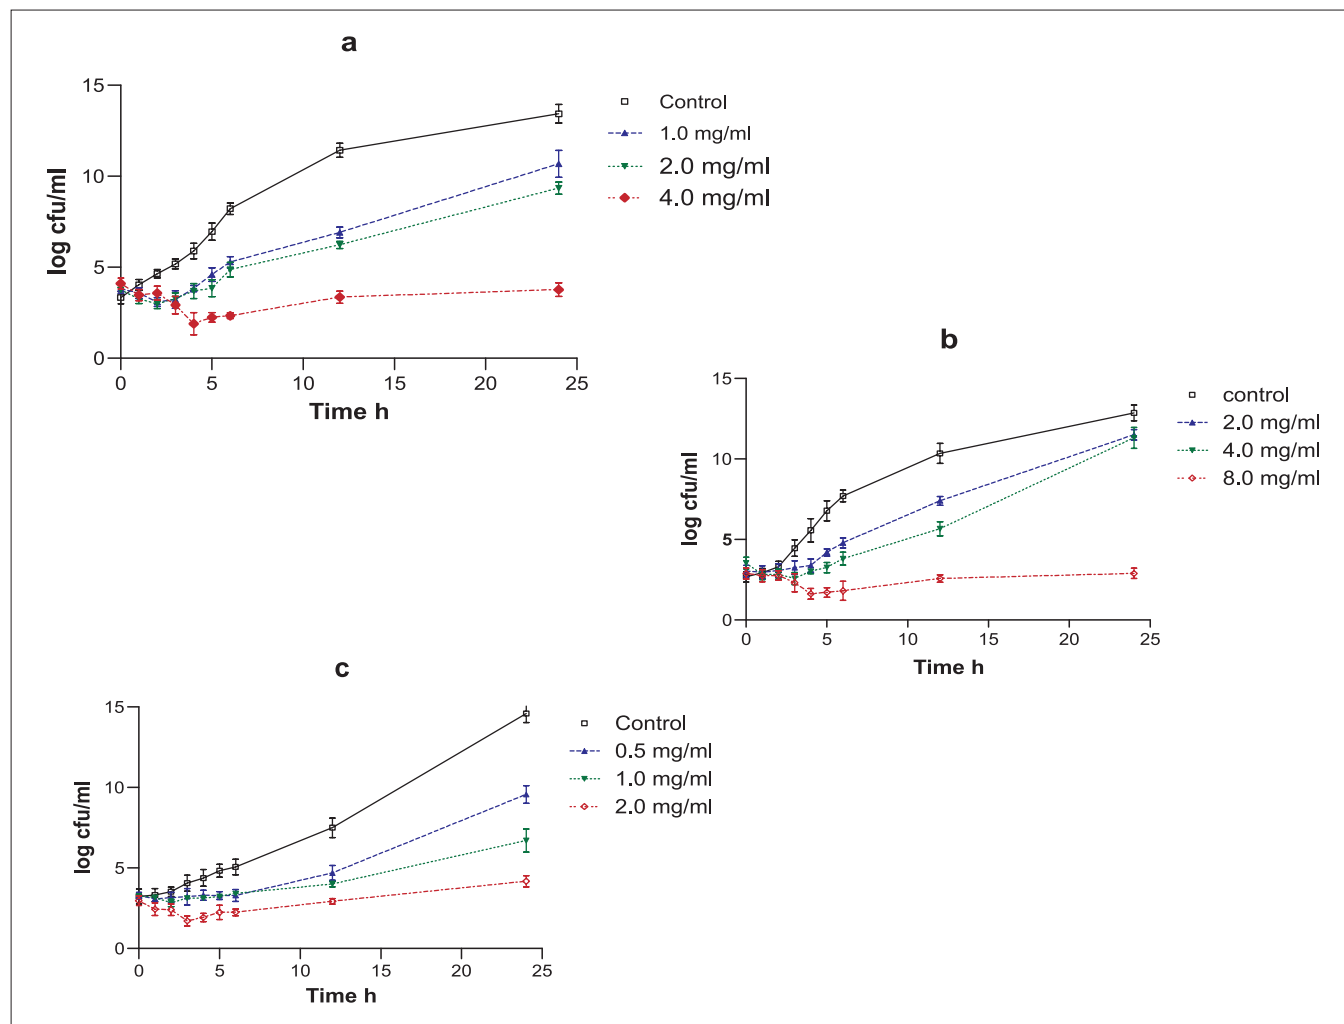 a
15
10
5
0
log cfu/ml
0 5 10 15 20 25
Time h
Control
1.0 mg/ml
2.0 mg/ml
4.0 mg/ml
b
15
10
5
0
log cfu/ml
0 5 10 15 20 25
Time h
control
2.0 mg/ml
4.0 mg/ml
8.0 mg/ml
c
15
10
5
0
log cfu/ml
0 5 10 15 20 25
Time h
Control
0.5 mg/ml
1.0 mg/ml
2.0 mg/ml